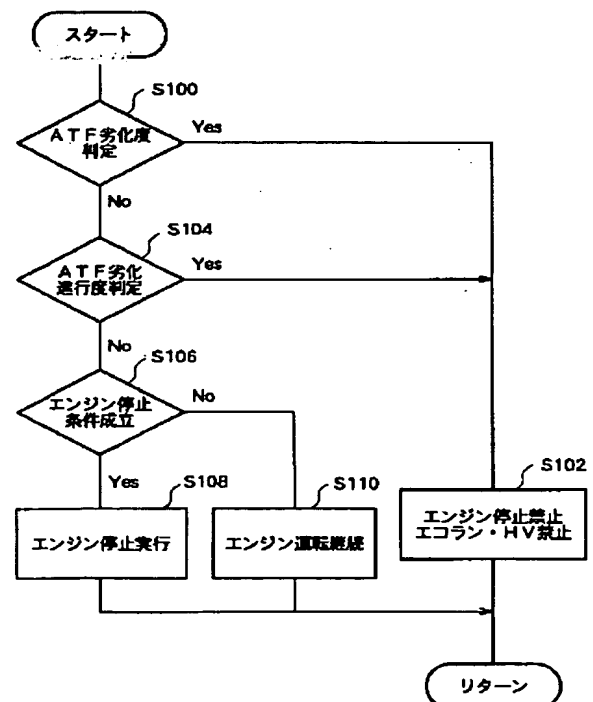 スタート
S100
ATF劣化度
判定
Yes
No
S104
ATF劣化
進行度判定
Yes
No
S106
エンジン停止
条件成立
No
Yes
S108
エンジン停止実行
S110
エンジン運転継続
S102
エンジン停止禁止
エコラン・HV禁止
リターン